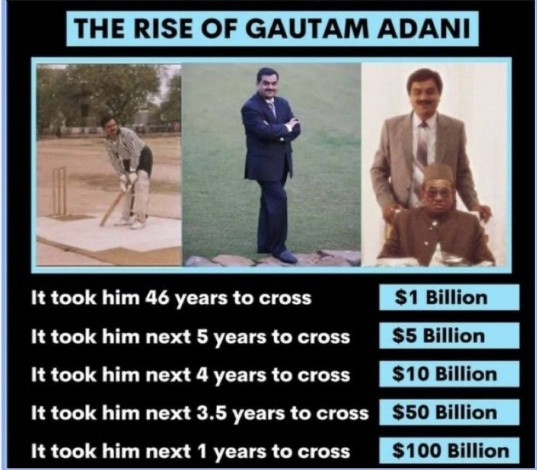 THE RISE OF GAUTAM ADANI
It took him 46 years to cross $1 Billion
It took him next 5 years to cross $5 Billion
It took him next 4 years to cross $10 Billion
It took him next 3.5 years to cross $50 Billion
It took him next 1 years to cross $100 Billion